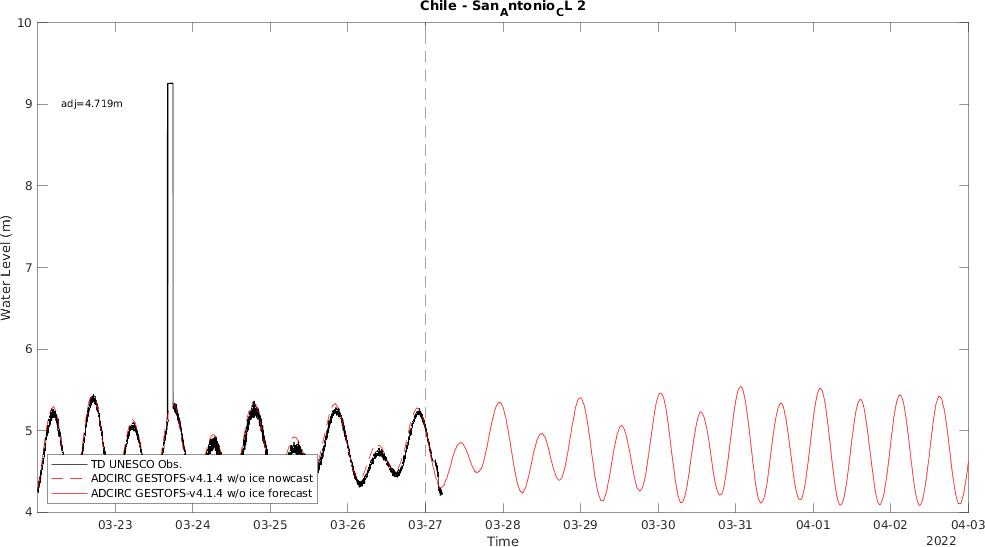 Chile - SanAntonioCL 2
10
9
8
7
6
5
4
Water Level (m)
adj=4.719m
TD UNESCO Obs.
ADCIRC GESTOFS-v4.1.4 w/o ice nowcast
ADCIRC GESTOFS-v4.1.4 w/o ice forecast
03-23 03-24 03-25 03-26 03-27 03-28 03-29 03-30 03-31 04-01 04-02 04-03
Time
2022